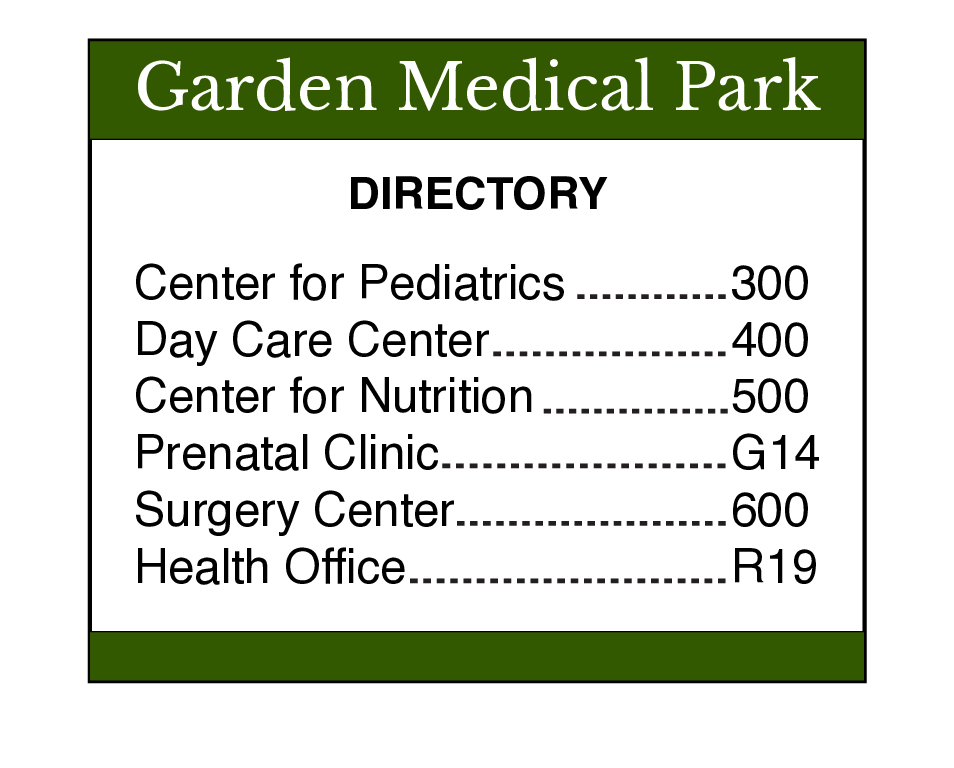 Garden Medical Park
DIRECTORY
Center for Pediatrics ............300
Day Care Center...................400
Center for Nutrition ...............500
Prenatal Clinic.......................G14
Surgery Center......................600
Health Office..........................R19